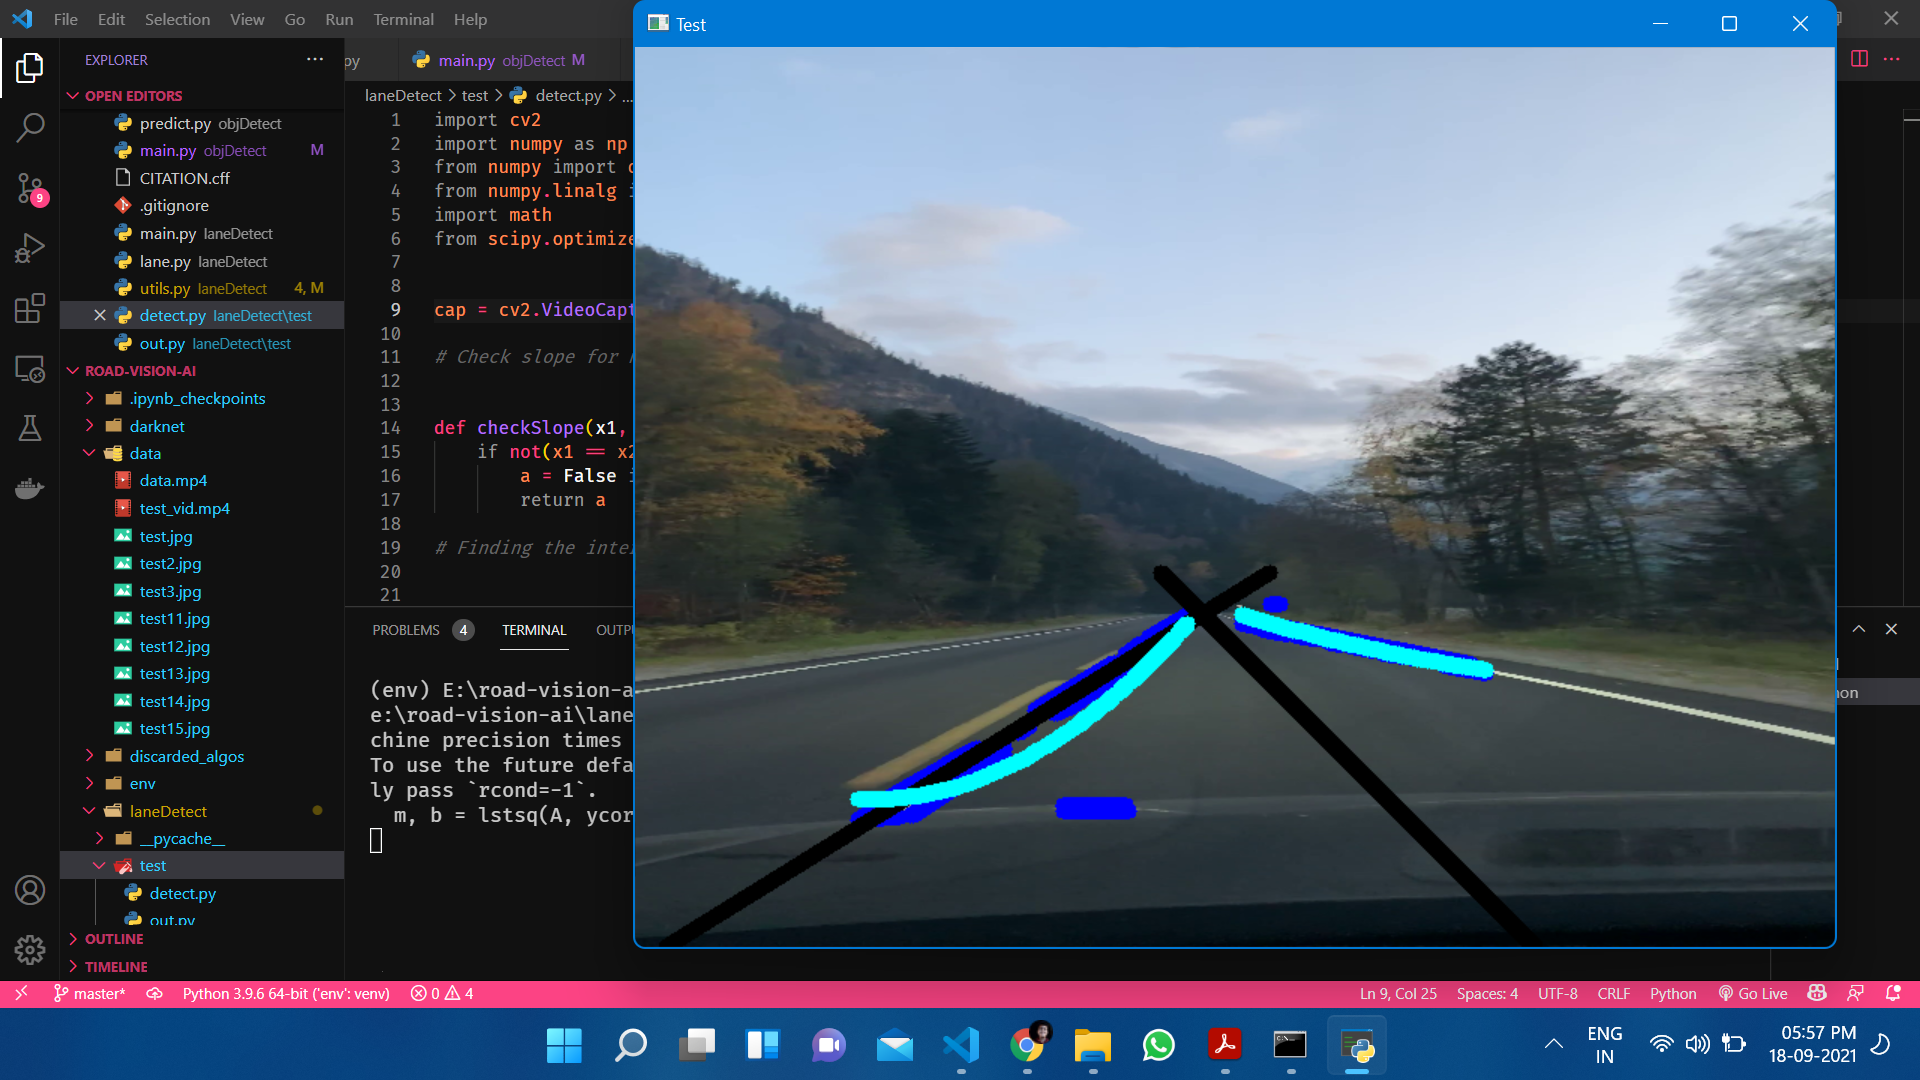 File Edit Selection View Go Run Terminal Help
Test
EXPLORER ···
py
main.py objDetect M
OPEN EDITORS
laneDetect > test > detect.py > ...
predict.py objDetect
main.py objDetect M
CITATION.cff
.gitignore
main.py laneDetect
lane.py laneDetect
utils.py laneDetect 4, M
detect.py laneDetect\test
out.py laneDetect\test
ROAD-VISION-AI
.ipynb_checkpoints
darknet
data
data.mp4
test_vid.mp4
test.jpg
test2.jpg
test3.jpg
test11.jpg
test12.jpg
test13.jpg
test14.jpg
test15.jpg
discarded_algos
env
laneDetect
__pycache__
test
detect.py
out.py
OUTLINE
TIMELINE
9
1 import cv2
2 import numpy as np
3 from numpy import
4 from numpy.linalg
5 import math
6 from scipy.optimize
7
8
9 cap = cv2.VideoCapt
10
11 # Check slope for
12
13
14 def checkSlope(x1,
15 if not(x1 == x2
16 a = False
17 return a
18
19 # Finding the inte
20
21
PROBLEMS 4 TERMINAL OUTPU
(env) E:\road-vision-a
e:\road-vision-ai\lane
chine precision times
To use the future defa
ly pass `rcond=-1`.
m, b = lstsq(A, ycor
hon
master* Python 3.9.6 64-bit ('env': venv) 0 4 Ln 9, Col 25 Spaces: 4 UTF-8 CRLF Python Go Live
ENG
IN
05:57 PM
18-09-2021